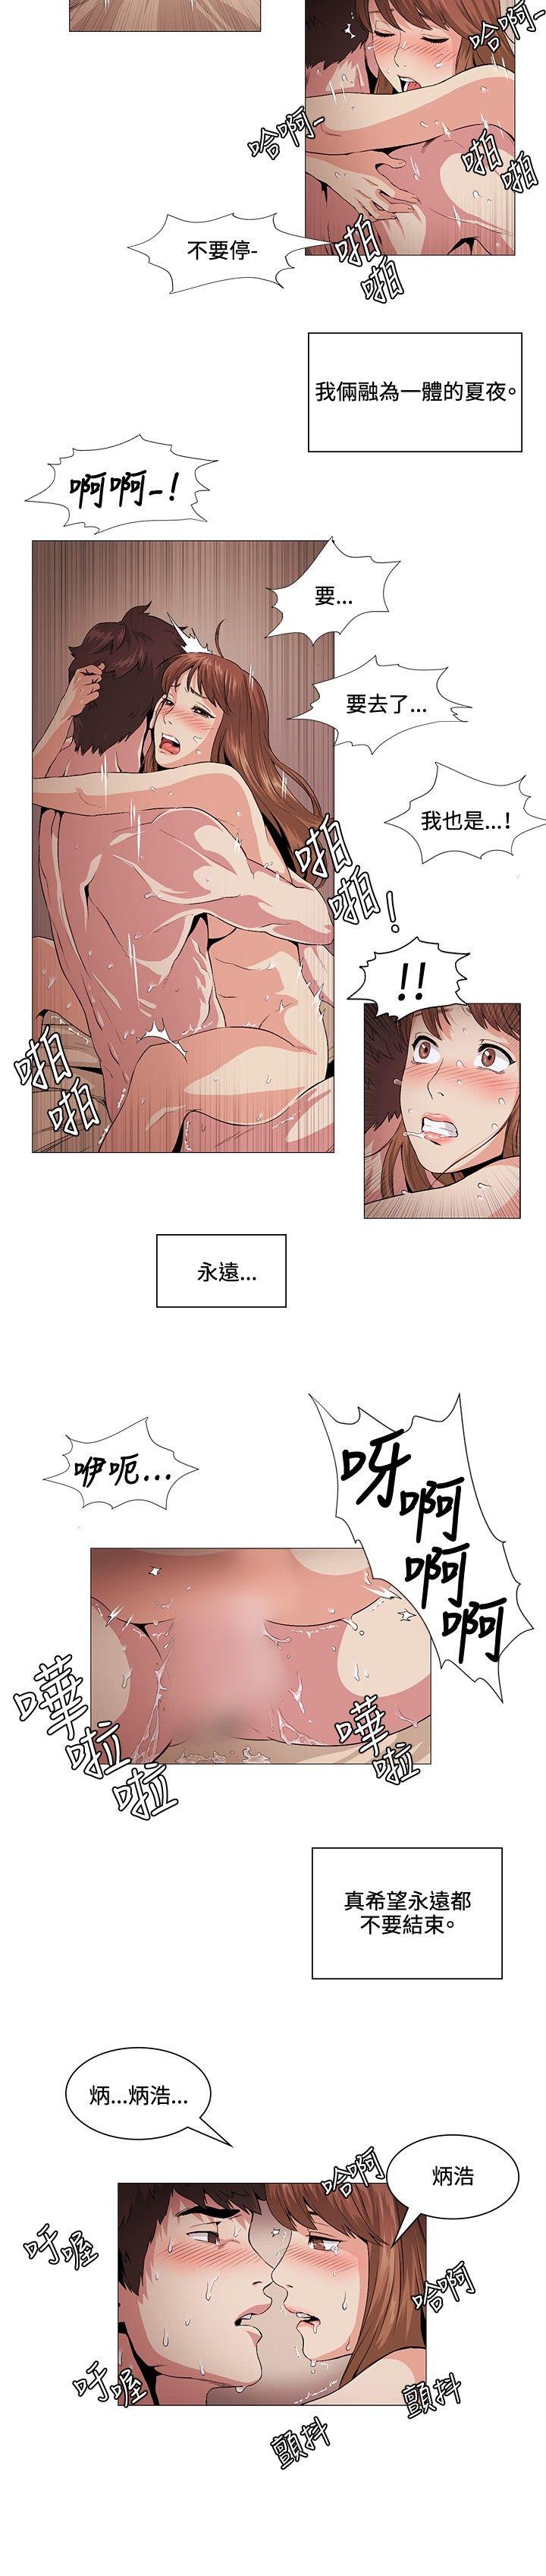 哈啊-
哈啊-
啪啪
不要停-
啪啪
我倆融為一體的夏夜。
啊啊-!
要...
要去了...
我也是...!
啪啪
!
!!
啪啪
永遠...
咿呃...
呀啊啊啊
嘩啦啦
嘩啦
真希望永遠都
不要結束。
炳...炳浩...
炳浩
哈啊
吁喔
哈啊
吁喔
顫抖
顫抖